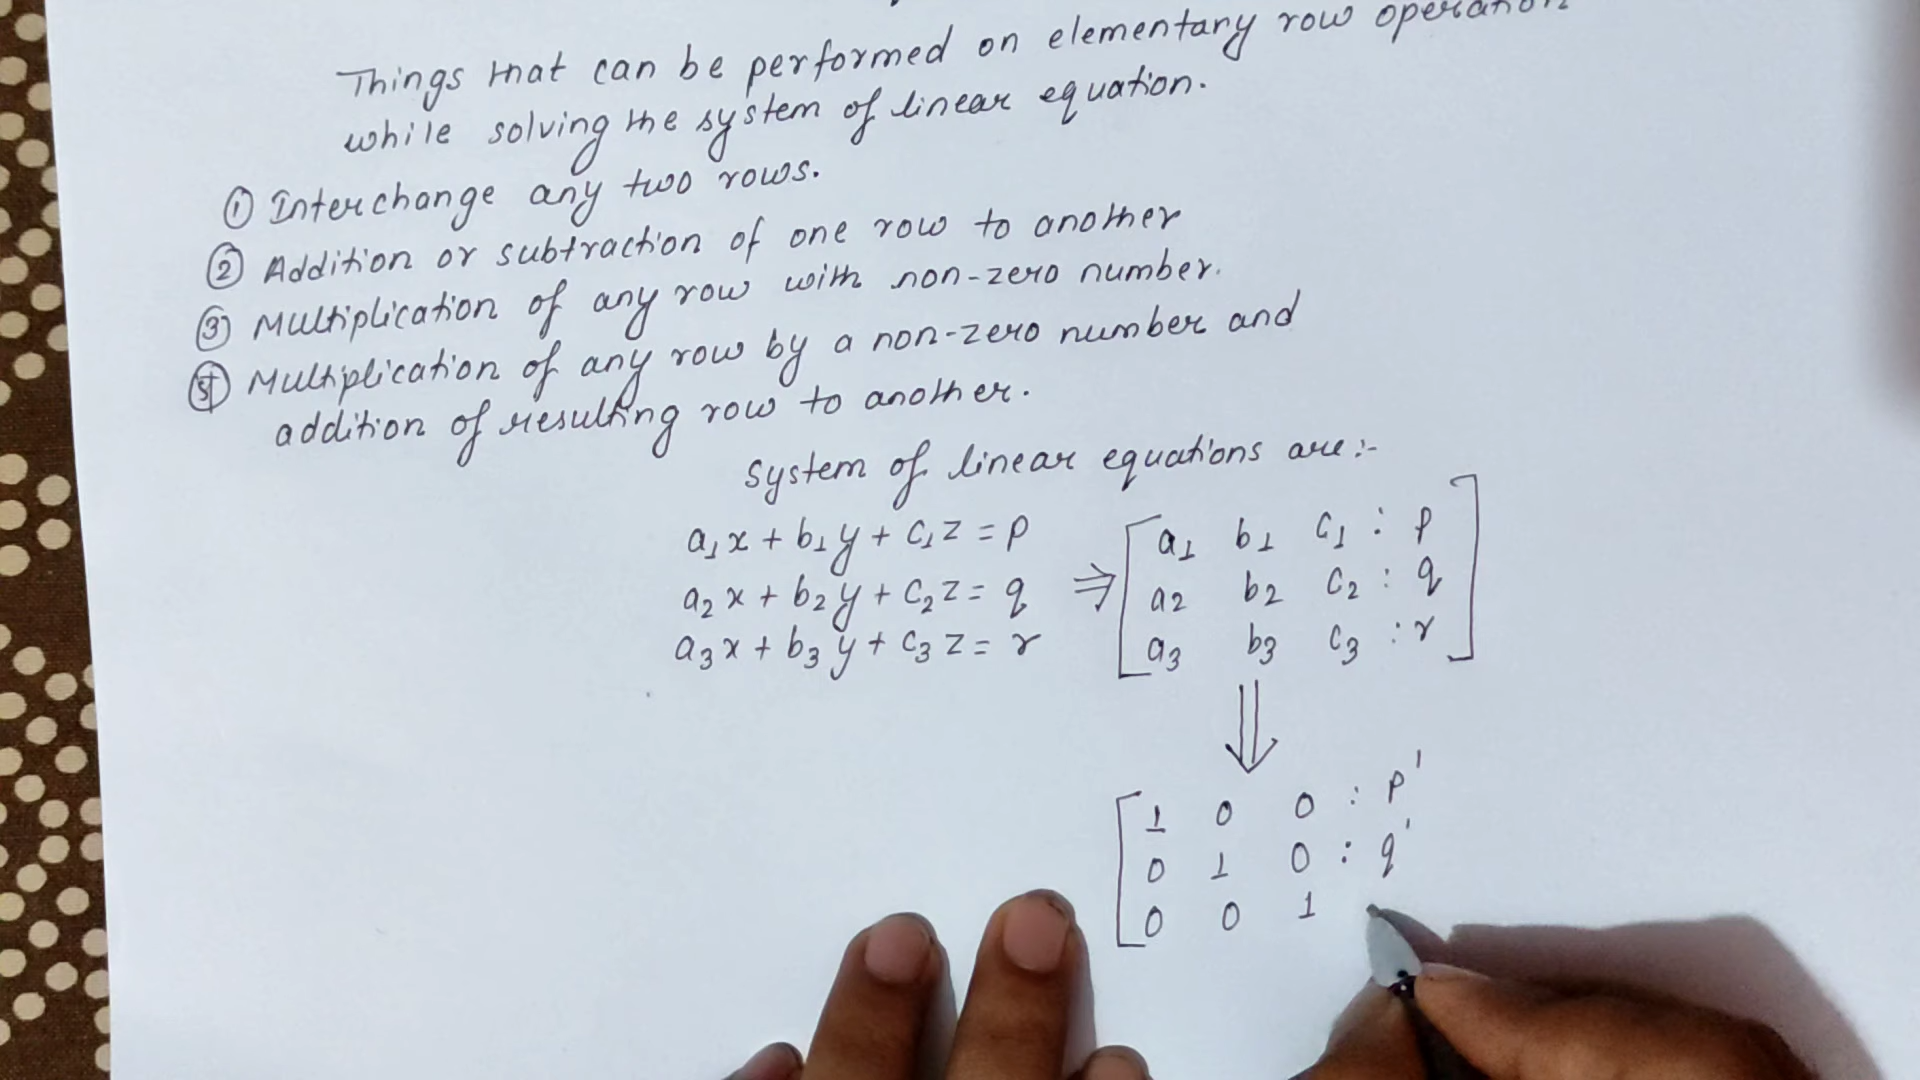 Things that can be performed on elementary row operation
while solving the system of linear equation.
① Interchange any two rows.
② Addition or subtraction of one row to another
③ Multiplication of any row with non-zero number.
Multiplication of any row by a non-zero number and
addition of resulting row to another.
System of linear equations are:-
a₁x + b₁y + c₁z = p ⇒ [a₁ b₁ c₁ : p
a₂x + b₂y + c₂z = q a₂ b₂ c₂ : q
a₃x + b₃y + c₃z = r a₃ b₃ c₃ : r]
⇓
[1 0 0 : p'
0 1 0 : q'
0 0 1